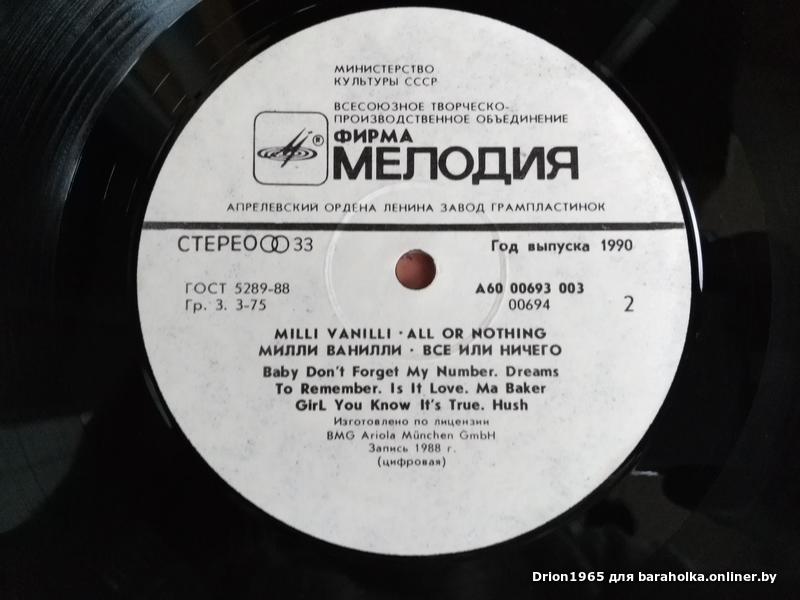 МИНИСТЕРСТВО
КУЛЬТУРЫ СССР
ВСЕСОЮЗНОЕ ТВОРЧЕСКО-
ПРОИЗВОДСТВЕННОЕ ОБЪЕДИНЕНИЕ
ФИРМА
®
МЕЛОДИЯ
АПРЕЛЕВСКИЙ ОРДЕНА ЛЕНИНА ЗАВОД ГРАМПЛАСТИНОК
СТЕРЕО 33
Год выпуска 1990
ГОСТ 5289-88
Гр. 3. 3-75
А60 00693 003
00694
2
MILLI VANILLI · ALL OR NOTHING
МИЛЛИ ВАНИЛЛИ · ВСЕ ИЛИ НИЧЕГО
Baby Don't Forget My Number. Dreams
To Remember. Is It Love. Ma Baker
GirL You Know It's True. Hush
Изготовлено по лицензии
BMG Ariola München GmbH
Запись 1988 г.
(цифровая)
Drion1965 для baraholka.onliner.by